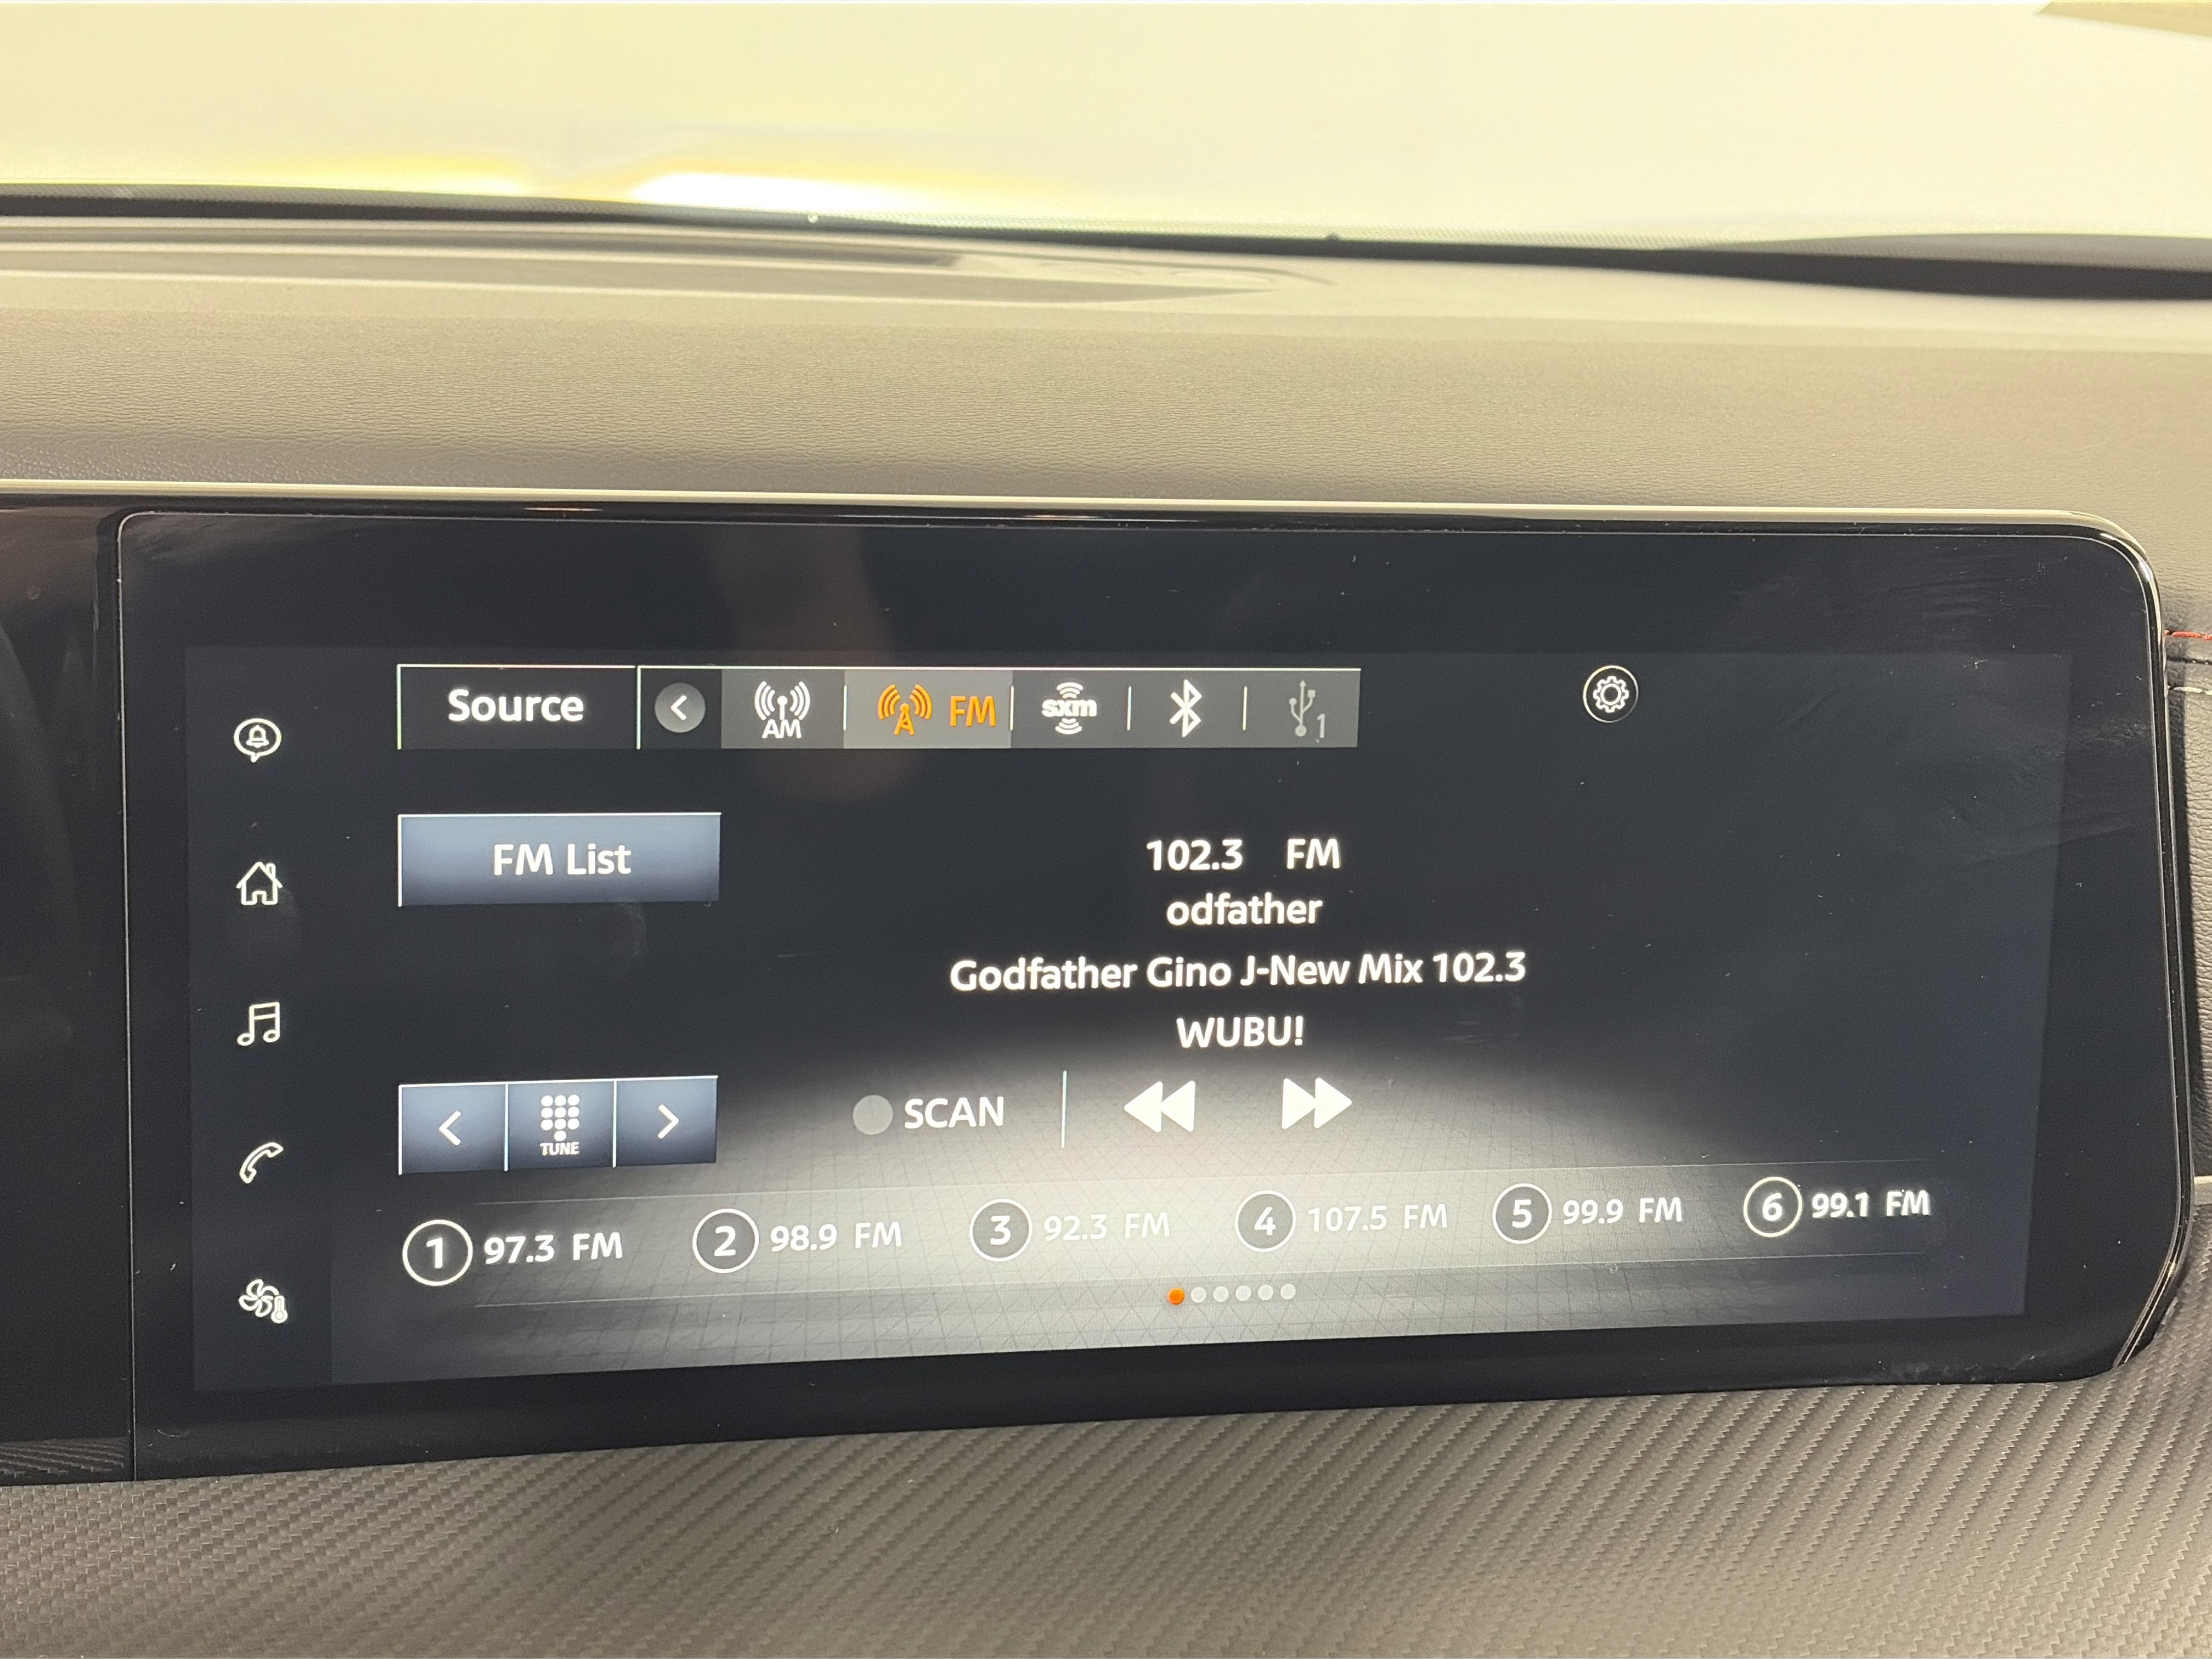 Source
AM
FM
sxm
1
FM List
102.3 FM
odfather
Godfather Gino J-New Mix 102.3
WUBU!
TUNE
SCAN
1 97.3 FM 2 98.9 FM 3 92.3 FM 4 107.5 FM 5 99.9 FM 6 99.1 FM